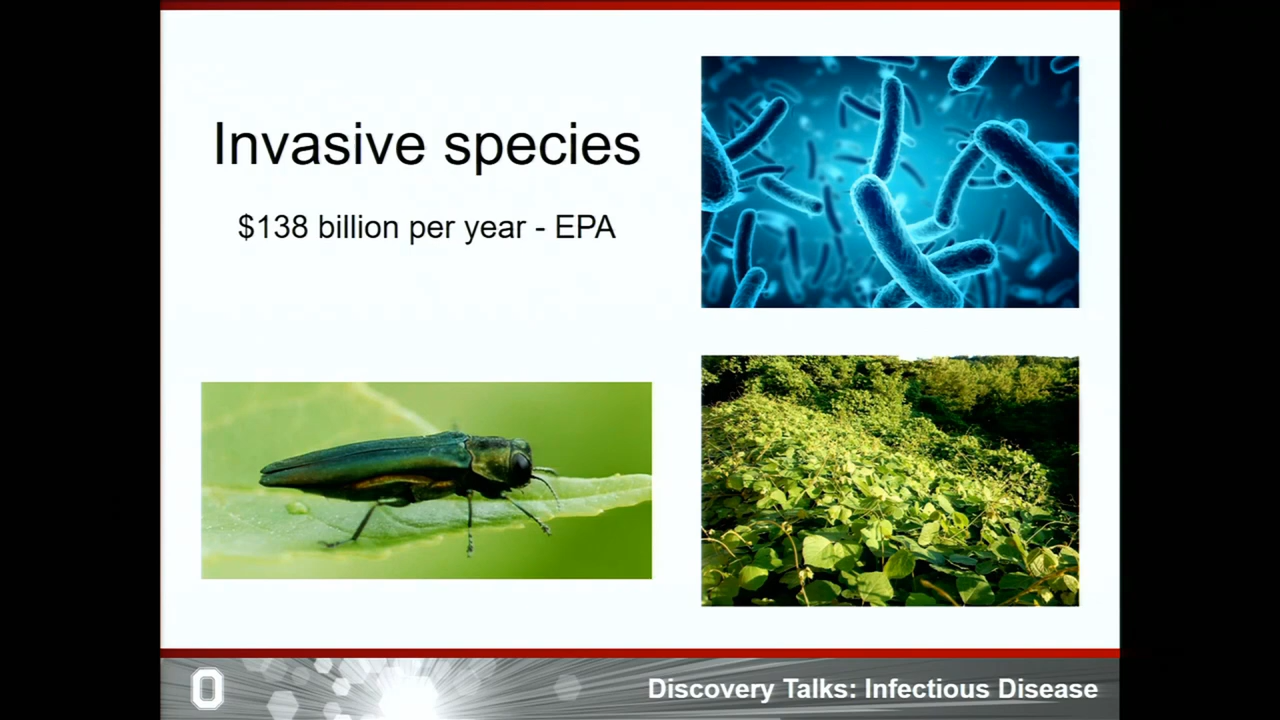 Invasive species
$138 billion per year - EPA
O
Discovery Talks: Infectious Disease